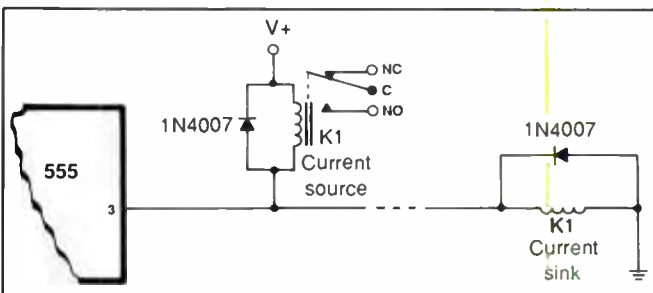 V+
NC
C
NO
1N4007
K1
Current
source
555
3
1N4007
K1
Current
sink